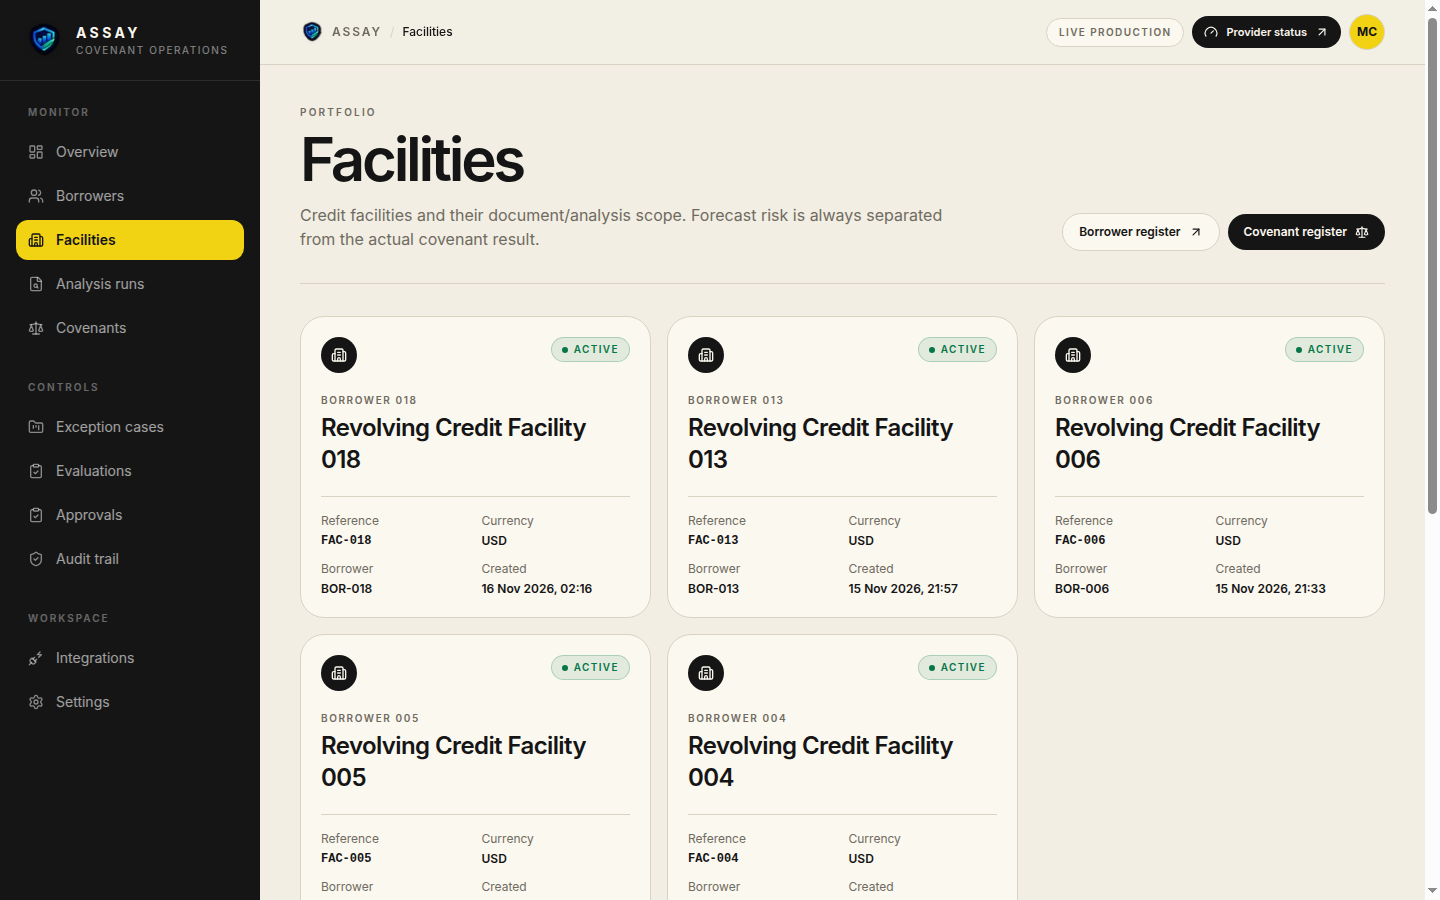 ASSAY
COVENANT OPERATIONS
MONITOR
Overview
Borrowers
Facilities
Analysis runs
Covenants
CONTROLS
Exception cases
Evaluations
Approvals
Audit trail
WORKSPACE
Integrations
Settings
ASSAY / Facilities
LIVE PRODUCTION
Provider status
MC
PORTFOLIO
Facilities
Credit facilities and their document/analysis scope. Forecast risk is always separated
from the actual covenant result.
Borrower register
Covenant register
ACTIVE
BORROWER 018
Revolving Credit Facility
018
Reference Currency
FAC-018 USD
Borrower Created
BOR-018 16 Nov 2026, 02:16
ACTIVE
BORROWER 013
Revolving Credit Facility
013
Reference Currency
FAC-013 USD
Borrower Created
BOR-013 15 Nov 2026, 21:57
ACTIVE
BORROWER 006
Revolving Credit Facility
006
Reference Currency
FAC-006 USD
Borrower Created
BOR-006 15 Nov 2026, 21:33
ACTIVE
BORROWER 005
Revolving Credit Facility
005
Reference Currency
FAC-005 USD
Borrower Created
ACTIVE
BORROWER 004
Revolving Credit Facility
004
Reference Currency
FAC-004 USD
Borrower Created